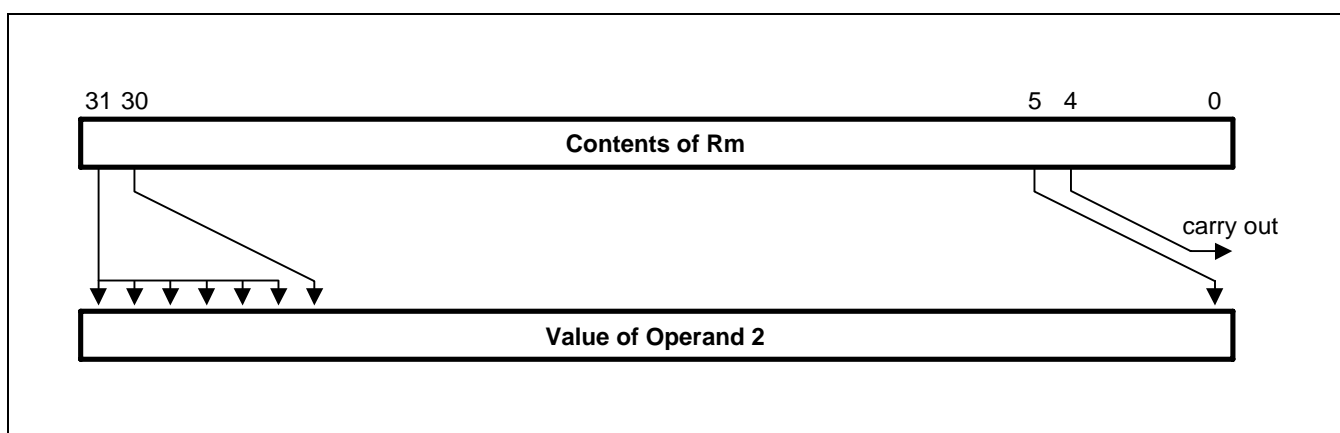 31 30 5 4 0
Contents of Rm
carry out
Value of Operand 2